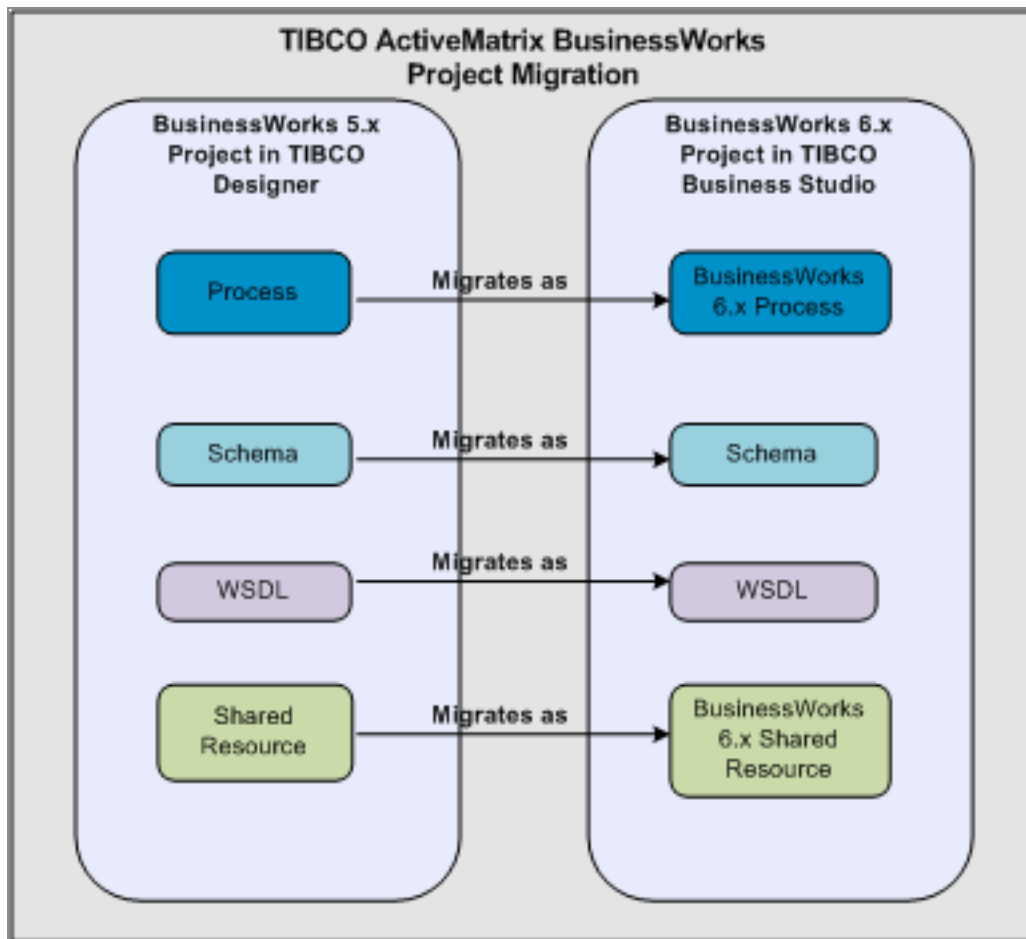 TIBCO ActiveMatrix BusinessWorks
Project Migration
BusinessWorks 5.x
Project in TIBCO
Designer
BusinessWorks 6.x
Project in TIBCO
Business Studio
Process
Migrates as
BusinessWorks
6.x Process
Schema
Migrates as
Schema
WSDL
Migrates as
WSDL
Shared
Resource
Migrates as
BusinessWorks
6.x Shared
Resource